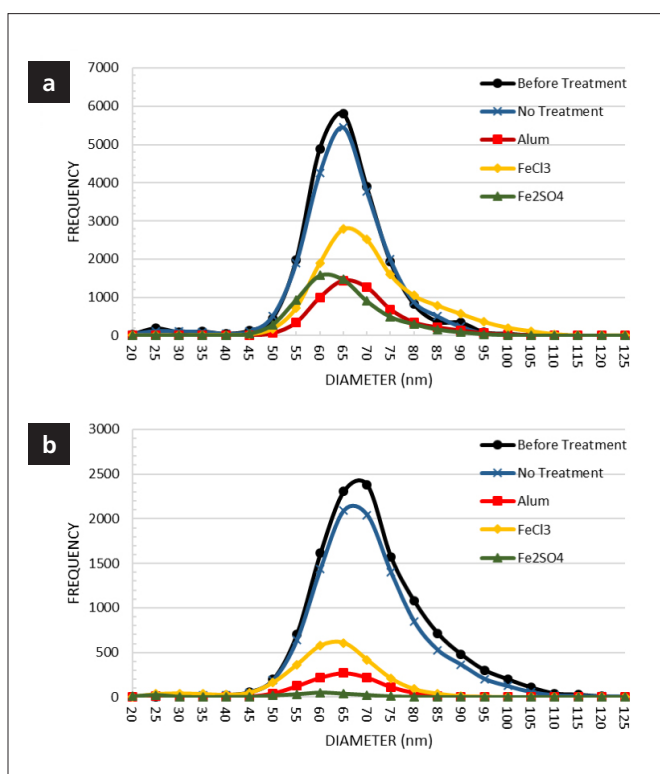 a
7000
6000
5000
4000
3000
2000
1000
0
FREQUENCY
Before Treatment
No Treatment
Alum
FeCl3
Fe2SO4
20 25 30 35 40 45 50 55 60 65 70 75 80 85 90 95 100 105 110 115 120 125
DIAMETER (nm)
b
3000
2500
2000
1500
1000
500
0
FREQUENCY
Before Treatment
No Treatment
Alum
FeCl3
Fe2SO4
20 25 30 35 40 45 50 55 60 65 70 75 80 85 90 95 100 105 110 115 120 125
DIAMETER (nm)